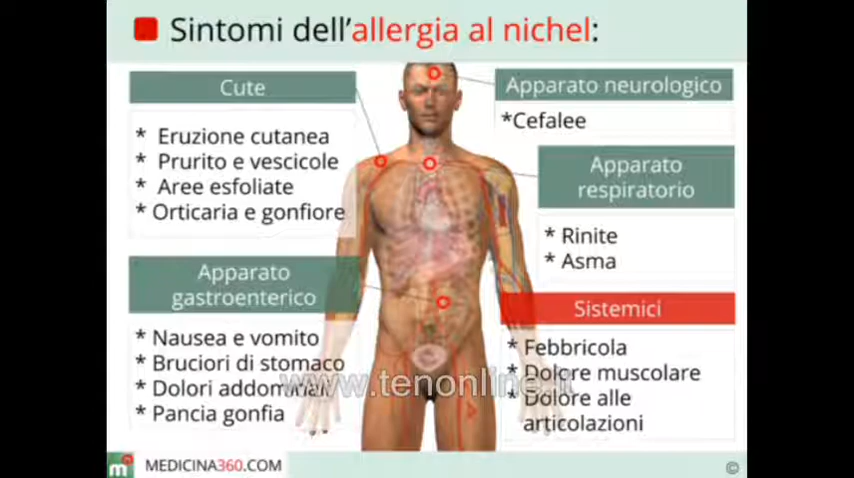 Sintomi dell'allergia al nichel:
Cute
* Eruzione cutanea
* Prurito e vescicole
* Aree esfoliate
* Orticaria e gonfiore
Apparato
gastroenterico
* Nausea e vomito
* Bruciori di stomaco
* Dolori addominali
* Pancia gonfia
Apparato neurologico
*Cefalee
Apparato
respiratorio
* Rinite
* Asma
Sistemici
* Febbricola
* Dolore muscolare
* Dolore alle
articolazioni
www.tenonline.it
m
MEDICINA360.COM
©